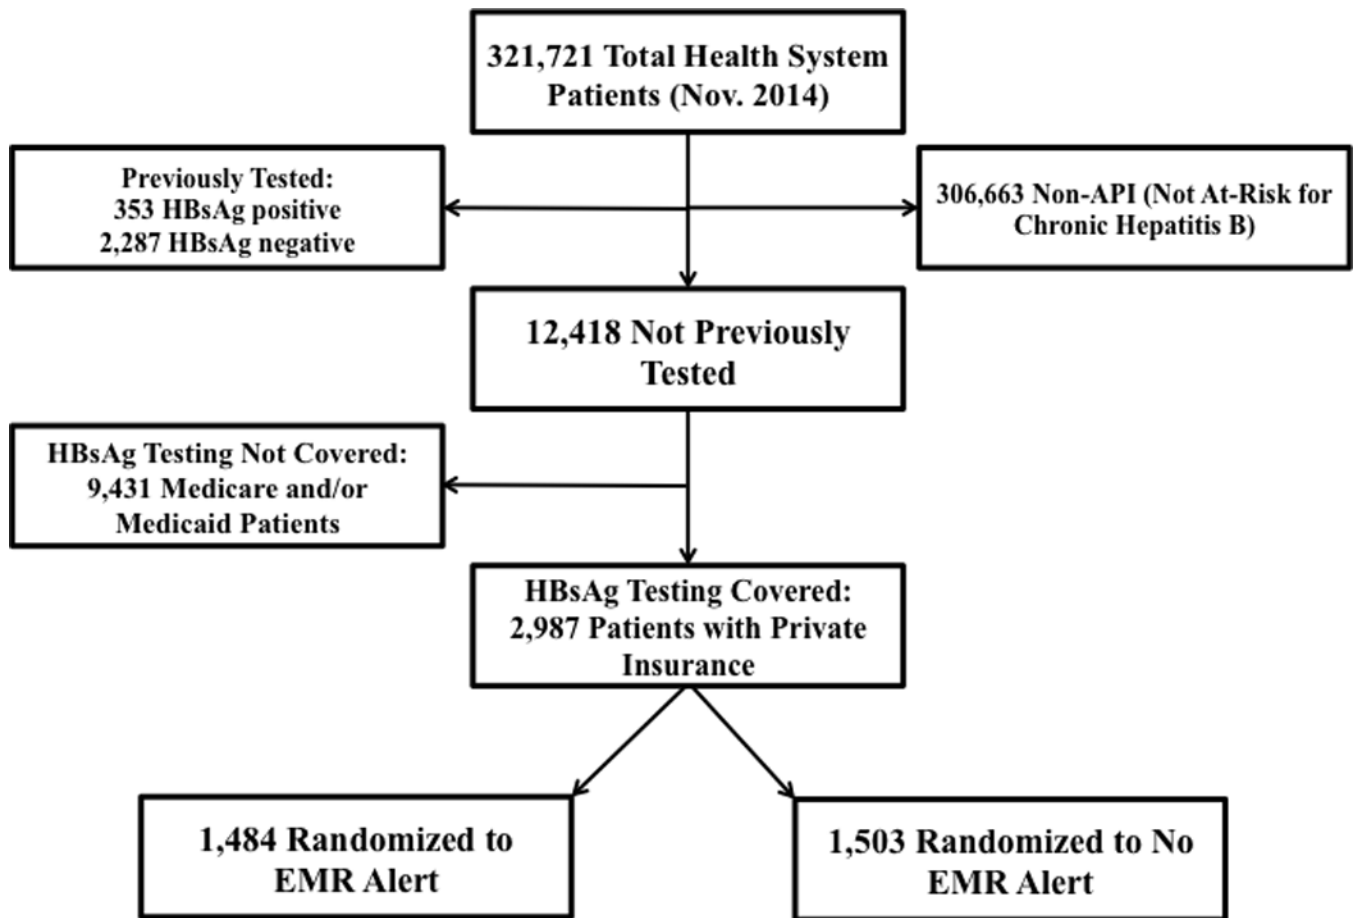 321,721 Total Health System
Patients (Nov. 2014)
Previously Tested:
353 HBsAg positive
2,287 HBsAg negative
306,663 Non-API (Not At-Risk for
Chronic Hepatitis B)
12,418 Not Previously
Tested
HBsAg Testing Not Covered:
9,431 Medicare and/or
Medicaid Patients
HBsAg Testing Covered:
2,987 Patients with Private
Insurance
1,484 Randomized to
EMR Alert
1,503 Randomized to No
EMR Alert